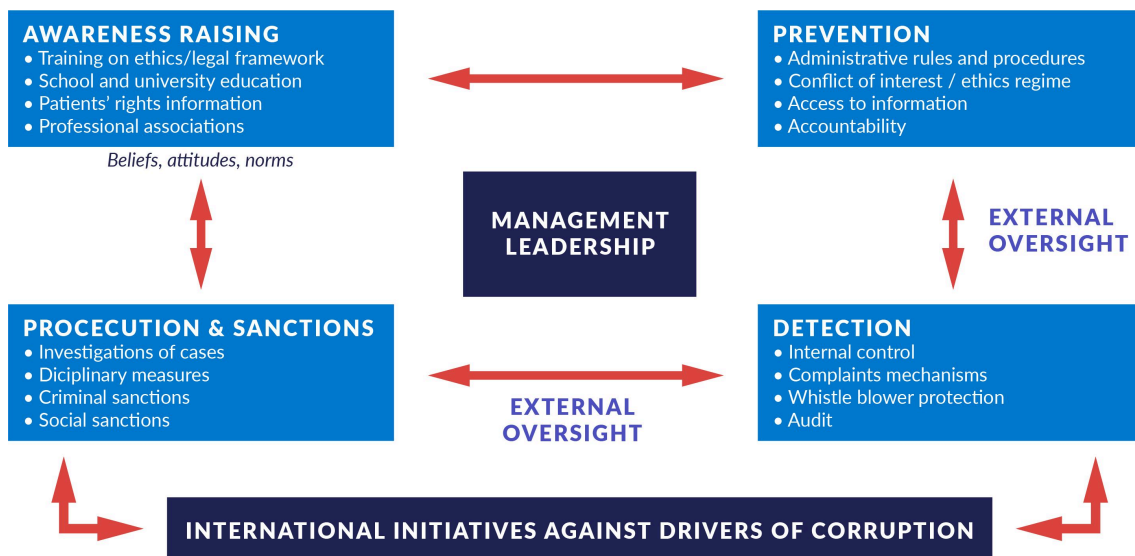 AWARENESS RAISING
• Training on ethics/legal framework
• School and university education
• Patients' rights information
• Professional associations
Beliefs, attitudes, norms
PREVENTION
• Administrative rules and procedures
• Conflict of interest / ethics regime
• Access to information
• Accountability
MANAGEMENT
LEADERSHIP
EXTERNAL
OVERSIGHT
PROCECUTION & SANCTIONS
• Investigations of cases
• Diciplinary measures
• Criminal sanctions
• Social sanctions
EXTERNAL
OVERSIGHT
DETECTION
• Internal control
• Complaints mechanisms
• Whistle blower protection
• Audit
INTERNATIONAL INITIATIVES AGAINST DRIVERS OF CORRUPTION